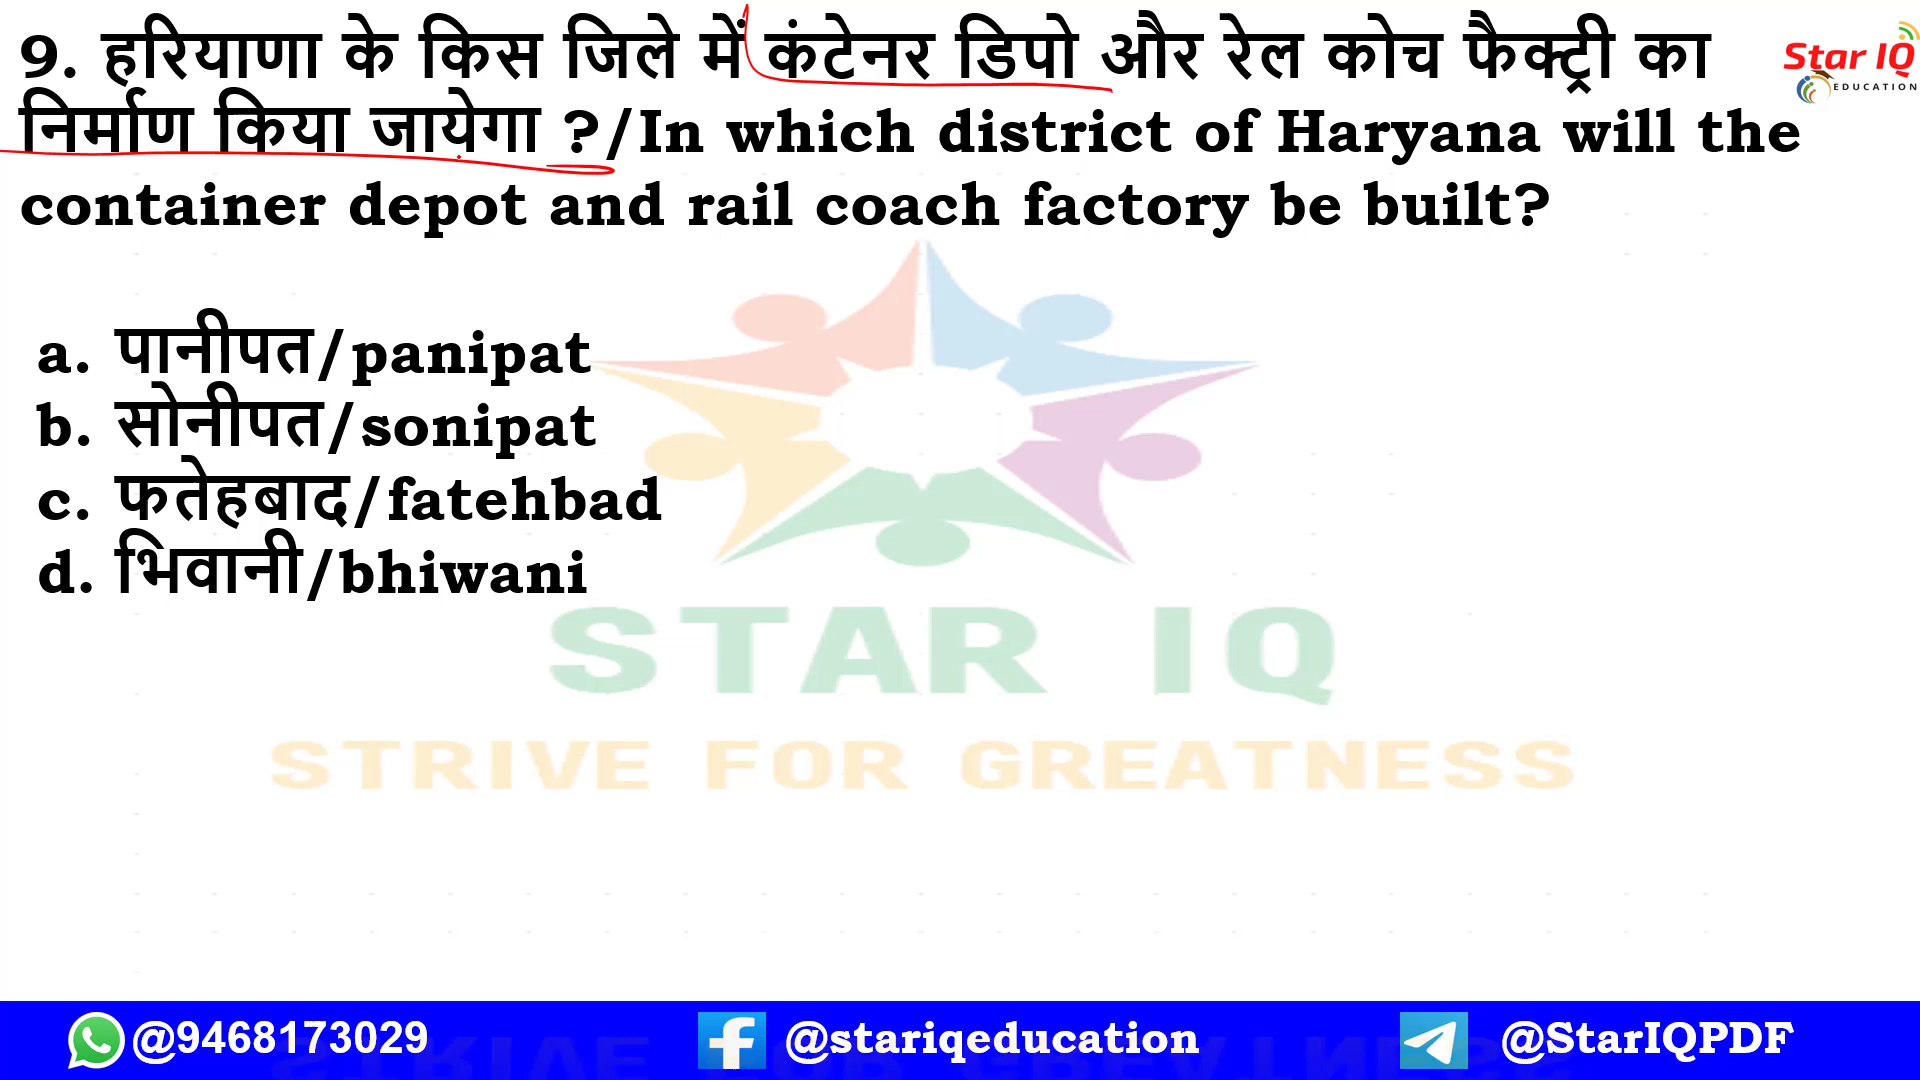 9. हरियाणा के किस जिले में कंटेनर डिपो और रेल कोच फैक्ट्री का
निर्माण किया जायेगा ?/In which district of Haryana will the
container depot and rail coach factory be built?
Star IQ
EDUCATION
a. पानीपत/panipat
b. सोनीपत/sonipat
c. फतेहबाद/fatehbad
d. भिवानी/bhiwani
STAR IQ
STRIVE FOR GREATNESS
@9468173029
@stariqeducation
@StarIQPDF